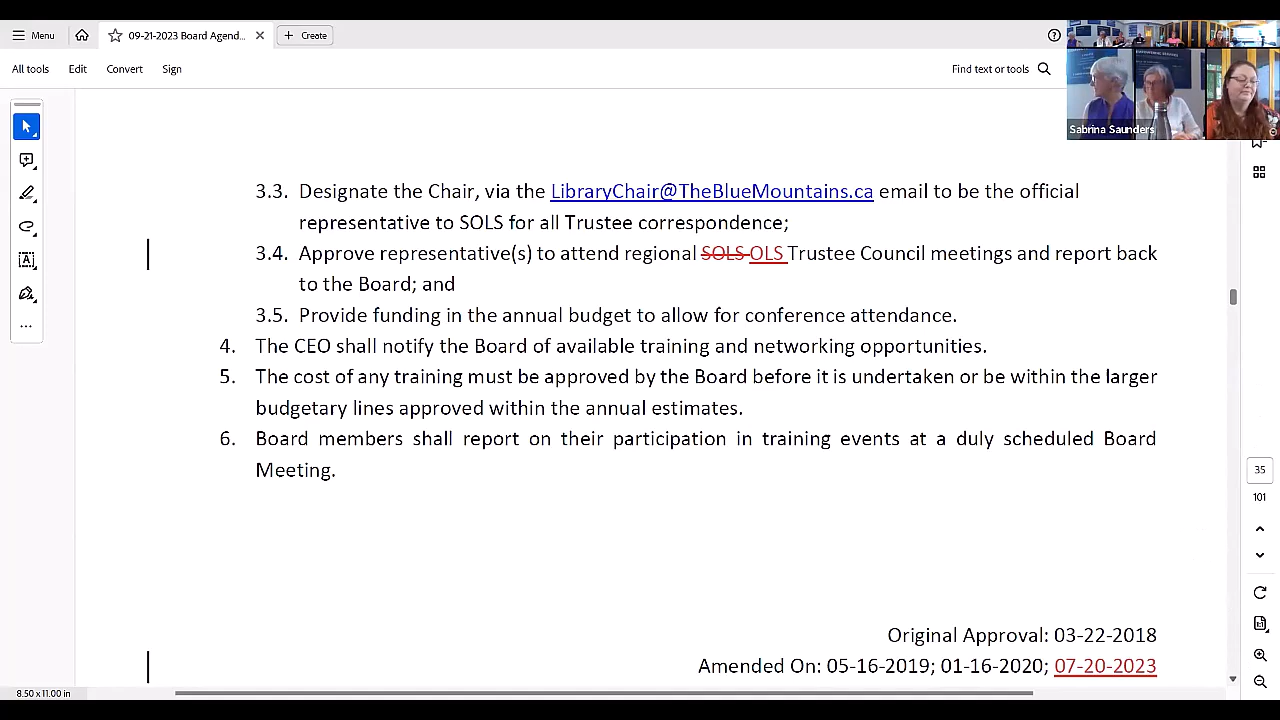 Menu
09-21-2023 Board Agend...
Create
All tools
Edit
Convert
Sign
Find text or tools
Sabrina Saunders
3.3. Designate the Chair, via the LibraryChair@TheBlueMountains.ca email to be the official
representative to SOLS for all Trustee correspondence;
3.4. Approve representative(s) to attend regional SOLS OLS Trustee Council meetings and report back
to the Board; and
3.5. Provide funding in the annual budget to allow for conference attendance.
4. The CEO shall notify the Board of available training and networking opportunities.
5. The cost of any training must be approved by the Board before it is undertaken or be within the larger
budgetary lines approved within the annual estimates.
6. Board members shall report on their participation in training events at a duly scheduled Board
Meeting.
35
101
Original Approval: 03-22-2018
Amended On: 05-16-2019; 01-16-2020; 07-20-2023
8.50 x 11.00 in